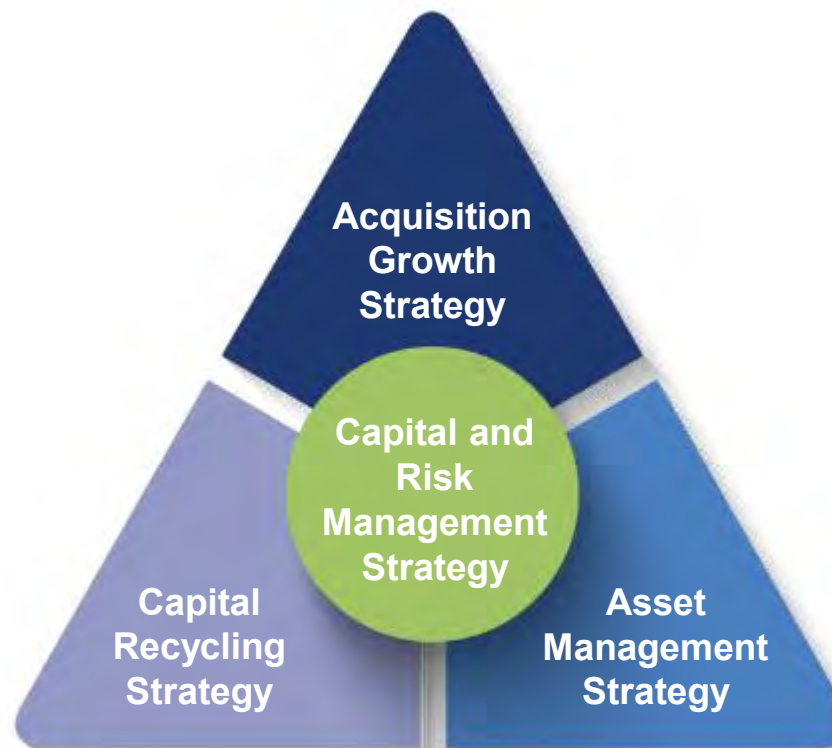 Acquisition
Growth
Strategy
Capital and
Risk
Management
Strategy
Capital
Recycling
Strategy
Asset
Management
Strategy